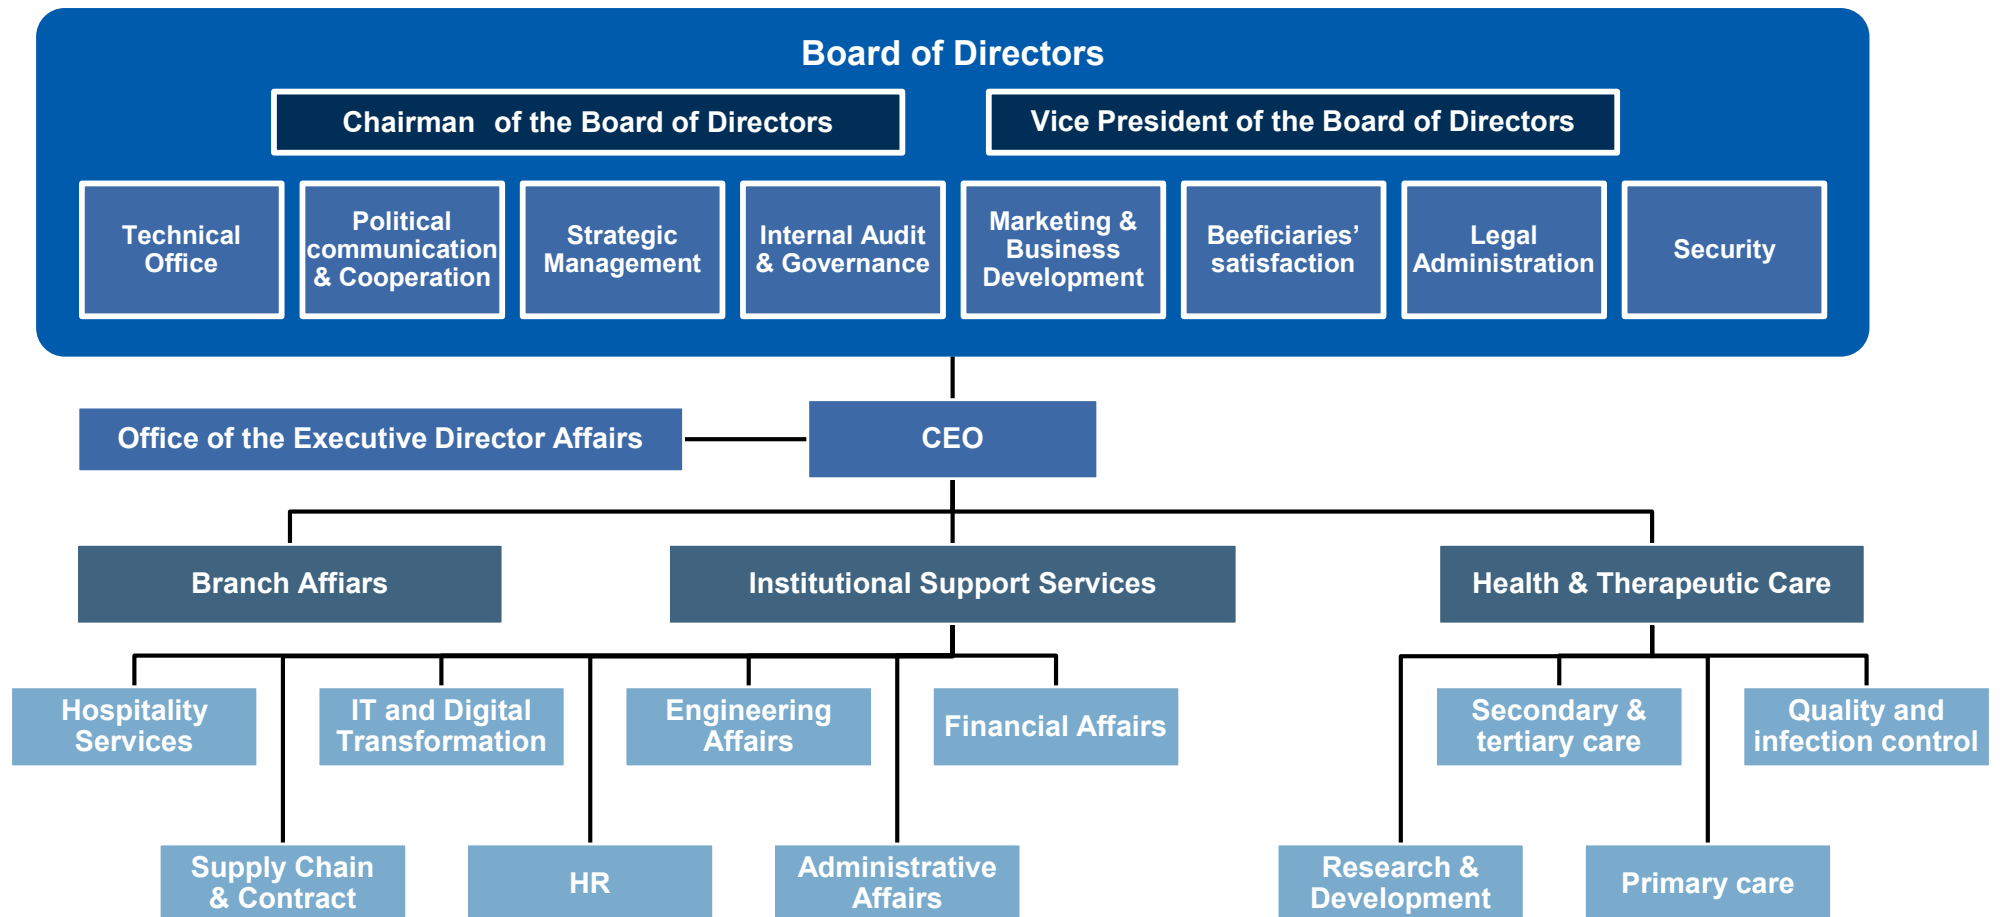 Board of Directors
Chairman of the Board of Directors
Vice President of the Board of Directors
Technical
Office
Political
communication
& Cooperation
Strategic
Management
Internal Audit
& Governance
Marketing &
Business
Development
Beeficiaries’
satisfaction
Legal
Administration
Security
Office of the Executive Director Affairs
CEO
Branch Affiars
Institutional Support Services
Health & Therapeutic Care
Hospitality
Services
IT and Digital
Transformation
Engineering
Affairs
Financial Affairs
Secondary &
tertiary care
Quality and
infection control
Supply Chain
& Contract
HR
Administrative
Affairs
Research &
Development
Primary care